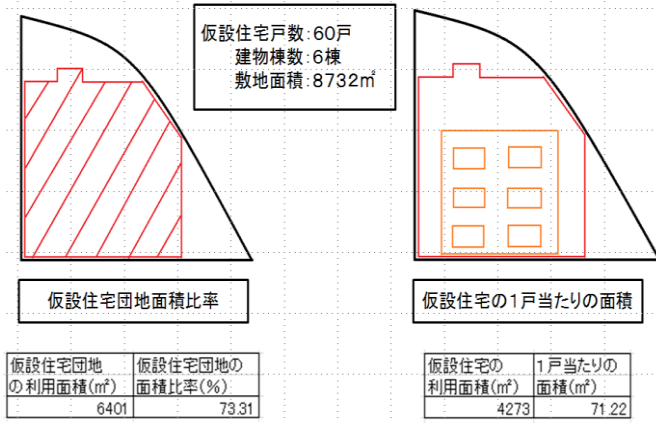 仮設住宅戸数:60戸
建物棟数:6棟
敷地面積:8732㎡
仮設住宅団地面積比率
仮設住宅の1戸当たりの面積
仮設住宅団地
の利用面積(㎡)
仮設住宅団地の
面積比率(%)
6401
73.31
仮設住宅の
利用面積(㎡)
1戸当たりの
面積(㎡)
4273
71.22